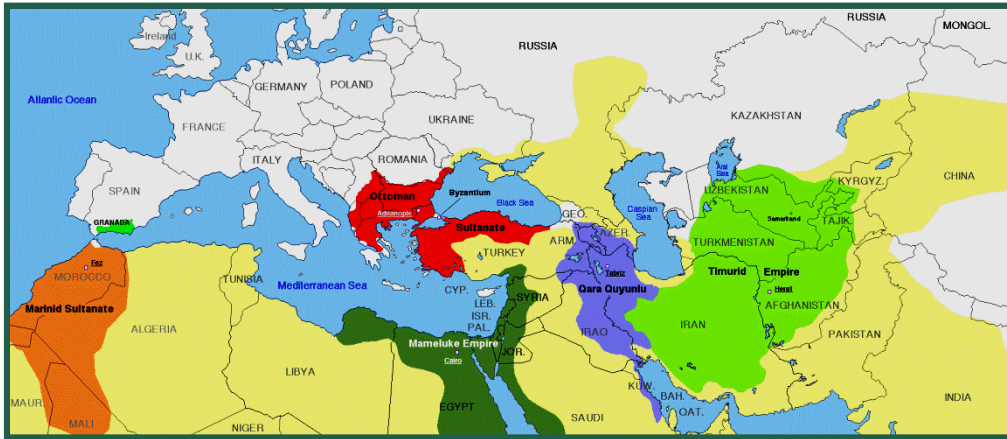 RUSSIA
MONGOL.
Ireland
U.K.
RUSSIA
POLAND
GERMANY
Atlantic Ocean
KAZAKHSTAN
UKRAINE
FRANCE
ROMANIA
ITALY
Aral
Sea
CHINA
KYRGYZ.
SPAIN
UZBEKISTAN
Ottoman
Byzantium
Adrianople
Black Sea
Caspian
Sea
Samerkand
TAJIK.
GRANADA
GEO.
Sultanate
AZER.
ARM.
TURKMENISTAN
TURKEY
Fez
MOROCCO
TUNISIA
Tabriz
Timurid
Empire
Mediterranean Sea
CYP.
Qara Quyunlu
Herat
Marinid Sultanate
LEB.
SYRIA
AFGHANISTAN
ISR.
PAL.
IRAQ
IRAN
ALGERIA
PAKISTAN
Mameluke Empire
JOR.
Cairo
LIBYA
KUW.
BAH.
MAUR.
EGYPT
INDIA
QAT.
SAUDI
MALI
NIGER